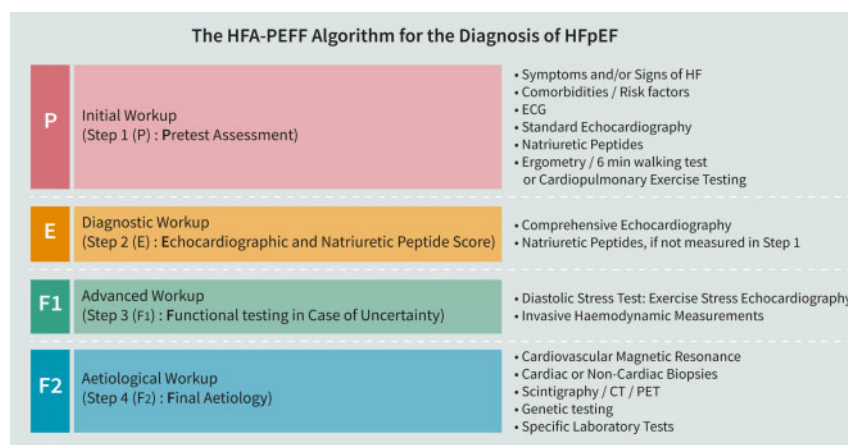 The HFA-PEFF Algorithm for the Diagnosis of HFpEF
P
Initial Workup
(Step 1 (P) : Pretest Assessment)
• Symptoms and/or Signs of HF
• Comorbidities / Risk factors
• ECG
• Standard Echocardiography
• Natriuretic Peptides
• Ergometry / 6 min walking test
or Cardiopulmonary Exercise Testing
E
Diagnostic Workup
(Step 2 (E) : Echocardiographic and Natriuretic Peptide Score)
• Comprehensive Echocardiography
• Natriuretic Peptides, if not measured in Step 1
F1
Advanced Workup
(Step 3 (F1) : Functional testing in Case of Uncertainty)
• Diastolic Stress Test: Exercise Stress Echocardiography
• Invasive Haemodynamic Measurements
F2
Aetiological Workup
(Step 4 (F2) : Final Aetiology)
• Cardiovascular Magnetic Resonance
• Cardiac or Non-Cardiac Biopsies
• Scintigraphy / CT / PET
• Genetic testing
• Specific Laboratory Tests